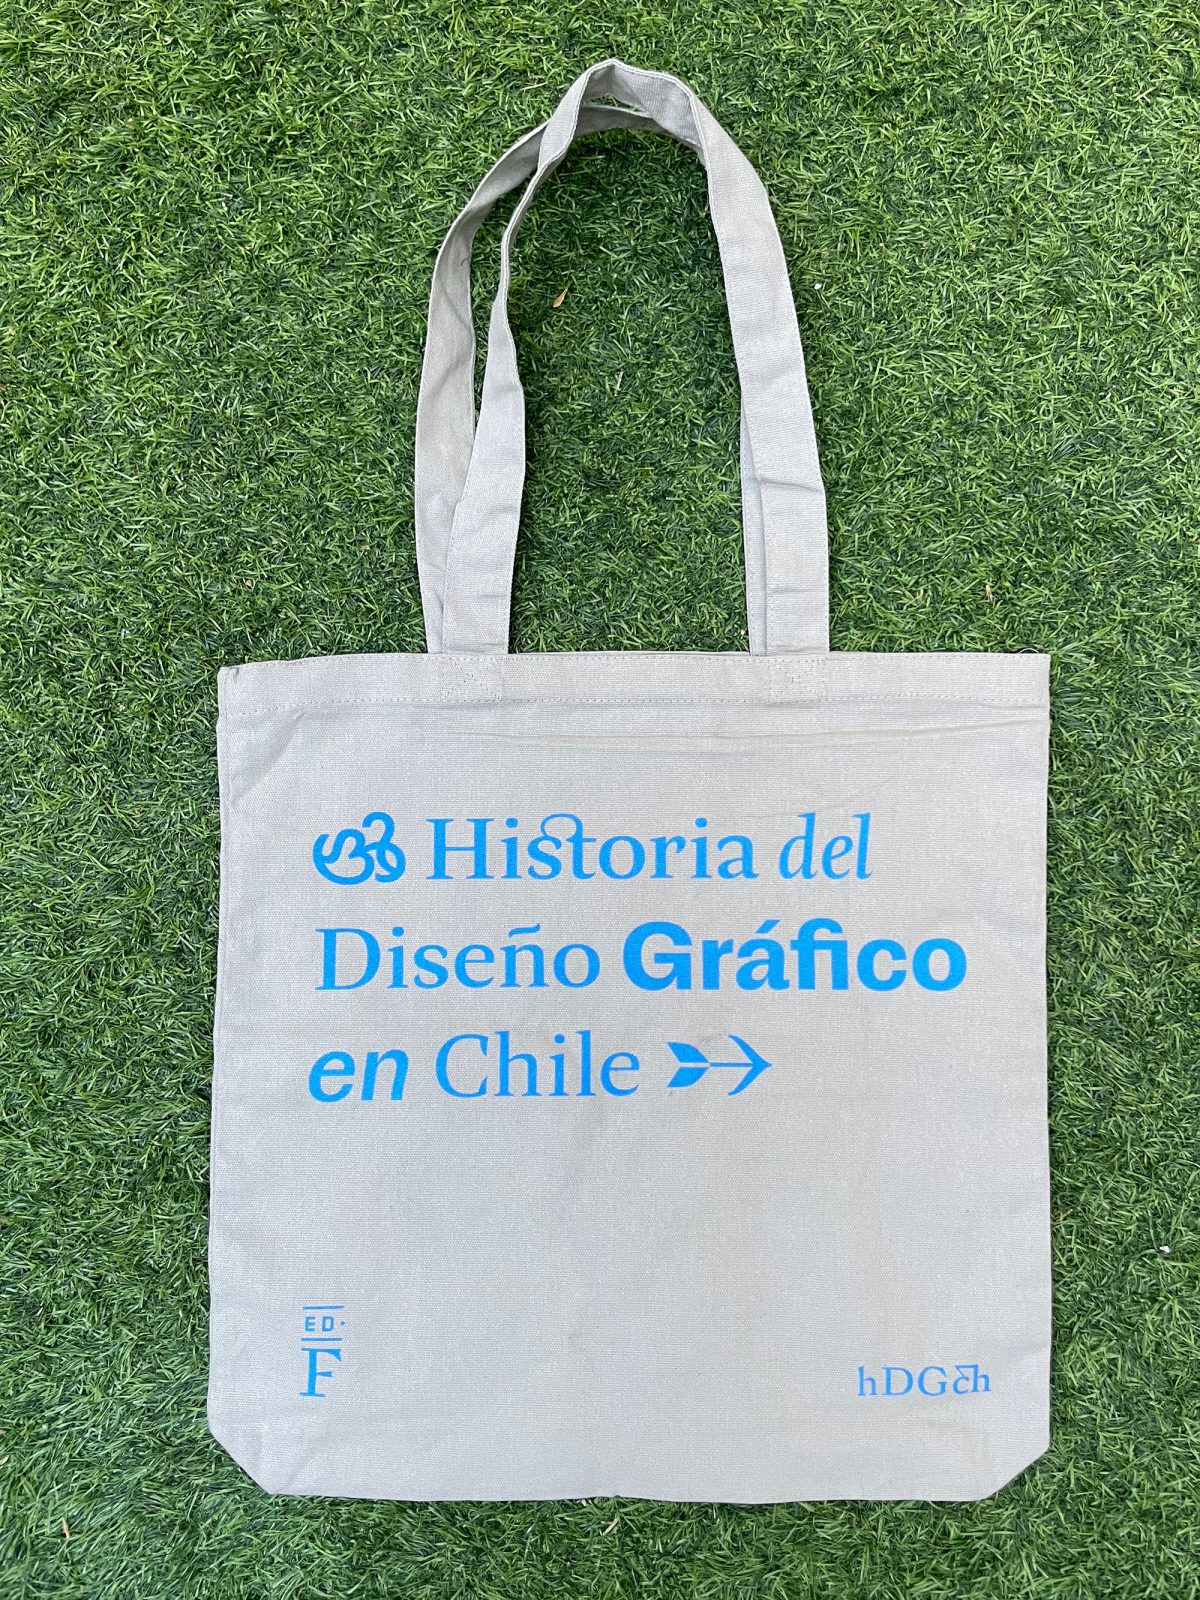 Historia del
Diseño Gráfico
en Chile
ED.
F
hDGch